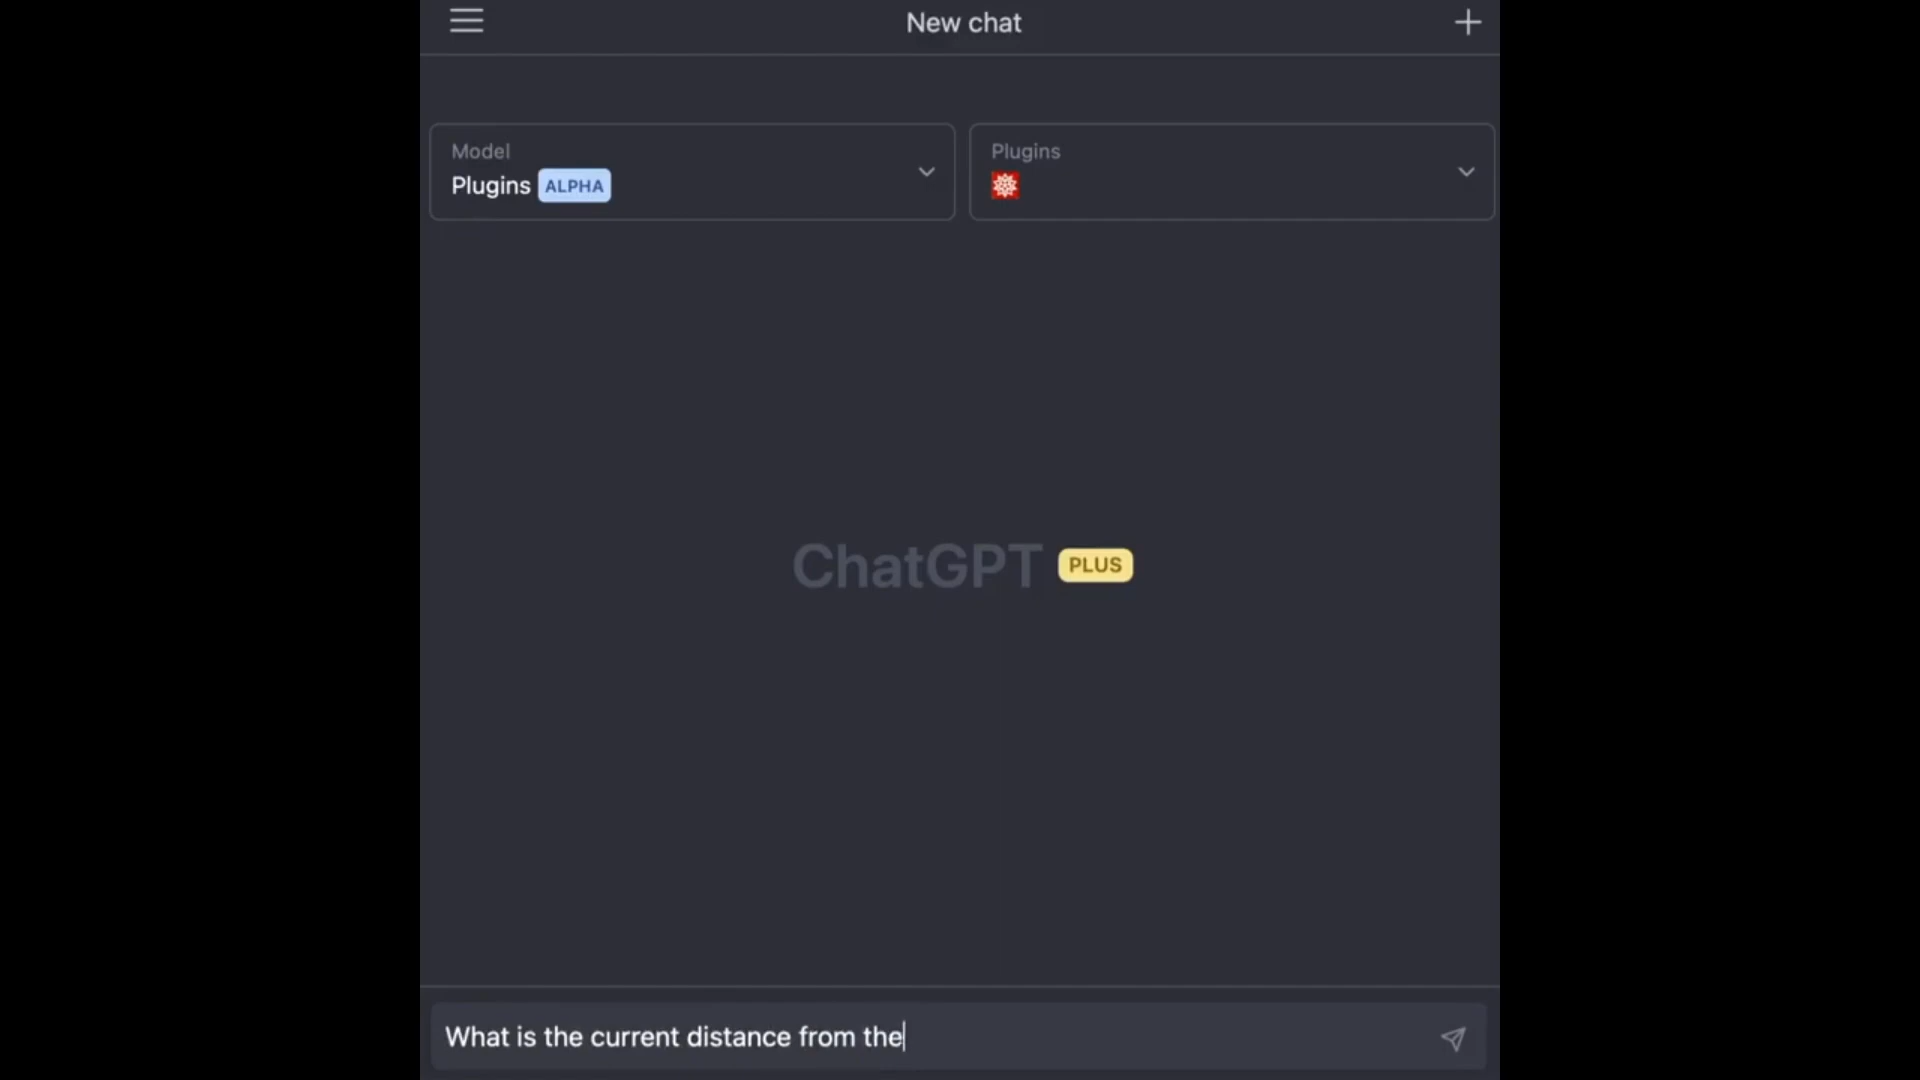 New chat
Model
Plugins ALPHA
Plugins
ChatGPT PLUS
What is the current distance from the